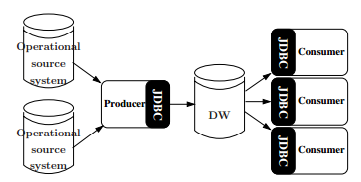 Operational
source
system
Operational
source
system
Producer
JDBC
DW
JDBC
Consumer
JDBC
Consumer
JDBC
Consumer